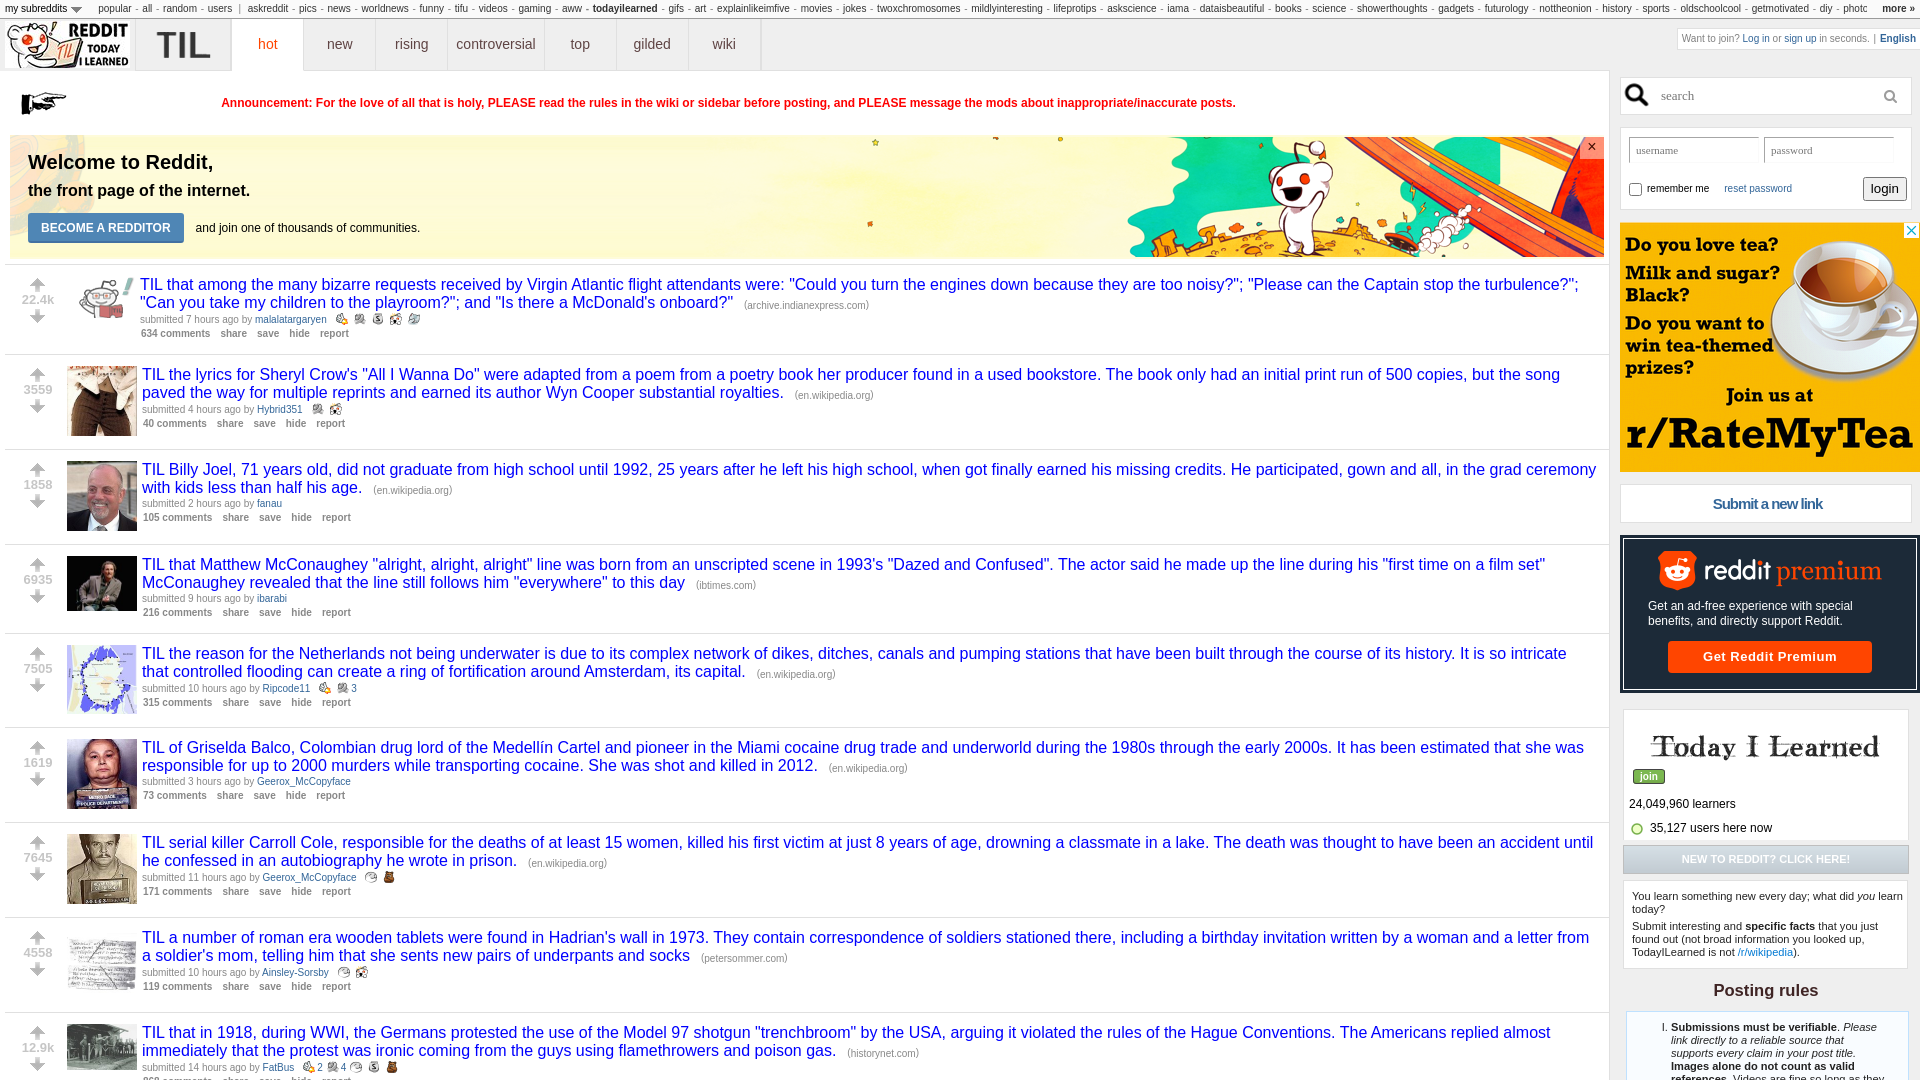 my subreddits popular - all - random - users | askreddit - pics - news - worldnews - funny - tifu - videos - gaming - aww - todayilearned - gifs - art - explainlikeimfive - movies - jokes - twoxchromosomes - mildlyinteresting - lifeprotips - askscience - iama - dataisbeautiful - books - science - showerthoughts - gadgets - futurology - nottheonion - history - sports - oldschoolcool - getmotivated - diy - photo more »
REDDIT
TODAY
I LEARNED
TIL
hot new rising controversial top gilded wiki
Want to join? Log in or sign up in seconds. | English
Announcement: For the love of all that is holy, PLEASE read the rules in the wiki or sidebar before posting, and PLEASE message the mods about inappropriate/inaccurate posts.
Welcome to Reddit,
the front page of the internet.
BECOME A REDDITOR and join one of thousands of communities.
22.4k
TIL that among the many bizarre requests received by Virgin Atlantic flight attendants were: "Could you turn the engines down because they are too noisy?"; "Please can the Captain stop the turbulence?";
"Can you take my children to the playroom?"; and "Is there a McDonald's onboard?" (archive.indianexpress.com)
submitted 7 hours ago by malalatargaryen
634 comments share save hide report
3559
TIL the lyrics for Sheryl Crow's "All I Wanna Do" were adapted from a poem from a poetry book her producer found in a used bookstore. The book only had an initial print run of 500 copies, but the song
paved the way for multiple reprints and earned its author Wyn Cooper substantial royalties. (en.wikipedia.org)
submitted 4 hours ago by Hybrid351
40 comments share save hide report
1858
TIL Billy Joel, 71 years old, did not graduate from high school until 1992, 25 years after he left his high school, when got finally earned his missing credits. He participated, gown and all, in the grad ceremony
with kids less than half his age. (en.wikipedia.org)
submitted 2 hours ago by fanau
105 comments share save hide report
6935
TIL that Matthew McConaughey "alright, alright, alright" line was born from an unscripted scene in 1993's "Dazed and Confused". The actor said he made up the line during his "first time on a film set"
McConaughey revealed that the line still follows him "everywhere" to this day (ibtimes.com)
submitted 9 hours ago by ibarabi
216 comments share save hide report
7505
TIL the reason for the Netherlands not being underwater is due to its complex network of dikes, ditches, canals and pumping stations that have been built through the course of its history. It is so intricate
that controlled flooding can create a ring of fortification around Amsterdam, its capital. (en.wikipedia.org)
submitted 10 hours ago by Ripcode11 3
315 comments share save hide report
1619
TIL of Griselda Balco, Colombian drug lord of the Medellín Cartel and pioneer in the Miami cocaine drug trade and underworld during the 1980s through the early 2000s. It has been estimated that she was
responsible for up to 2000 murders while transporting cocaine. She was shot and killed in 2012. (en.wikipedia.org)
submitted 3 hours ago by Geerox_McCopyface
73 comments share save hide report
7645
TIL serial killer Carroll Cole, responsible for the deaths of at least 15 women, killed his first victim at just 8 years of age, drowning a classmate in a lake. The death was thought to have been an accident until
he confessed in an autobiography he wrote in prison. (en.wikipedia.org)
submitted 11 hours ago by Geerox_McCopyface
171 comments share save hide report
4558
TIL a number of roman era wooden tablets were found in Hadrian's wall in 1973. They contain correspondence of soldiers stationed there, including a birthday invitation written by a woman and a letter from
a soldier's mom, telling him that she sents new pairs of underpants and socks (petersommer.com)
submitted 10 hours ago by Ainsley-Sorsby
119 comments share save hide report
12.9k
TIL that in 1918, during WWI, the Germans protested the use of the Model 97 shotgun "trenchbroom" by the USA, arguing it violated the rules of the Hague Conventions. The Americans replied almost
immediately that the protest was ironic coming from the guys using flamethrowers and poison gas. (historynet.com)
submitted 14 hours ago by FatBus 2 4
868 comments share save hide report
search
username password
remember me reset password login
Do you love tea?
Milk and sugar?
Black?
Do you want to
win tea-themed
prizes?
Join us at
r/RateMyTea
Submit a new link
reddit premium
Get an ad-free experience with special
benefits, and directly support Reddit.
Get Reddit Premium
Today I Learned
join
24,049,960 learners
35,127 users here now
NEW TO REDDIT? CLICK HERE!
You learn something new every day; what did you learn
today?
Submit interesting and specific facts that you just
found out (not broad information you looked up,
TodayILearned is not /r/wikipedia).
Posting rules
I. Submissions must be verifiable. Please
link directly to a reliable source that
supports every claim in your post title.
Images alone do not count as valid
references. Videos are fine so long as they